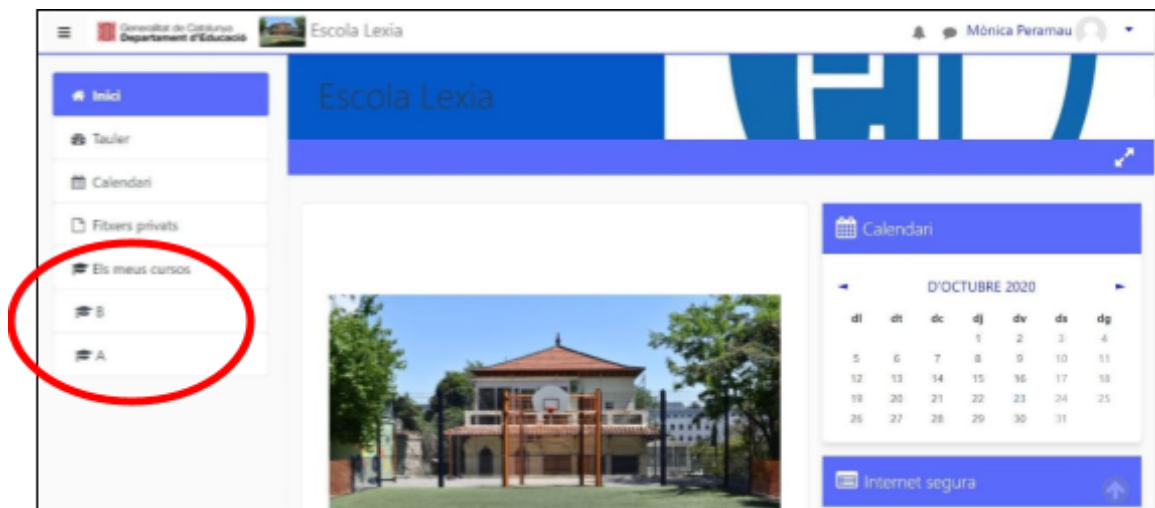 Generalitat de Catalunya
Departament d'Educació
Escola Lexia
Mònica Peramau
Inici
Tauler
Calendari
Fitxers privats
Els meus cursos
B
A
Escola Lexia
Calendari
D'OCTUBRE 2020
dl dt dc dj dv ds dg
1 2 3 4
5 6 7 8 9 10 11
12 13 14 15 16 17 18
19 20 21 22 23 24 25
26 27 28 29 30 31
Internet segura